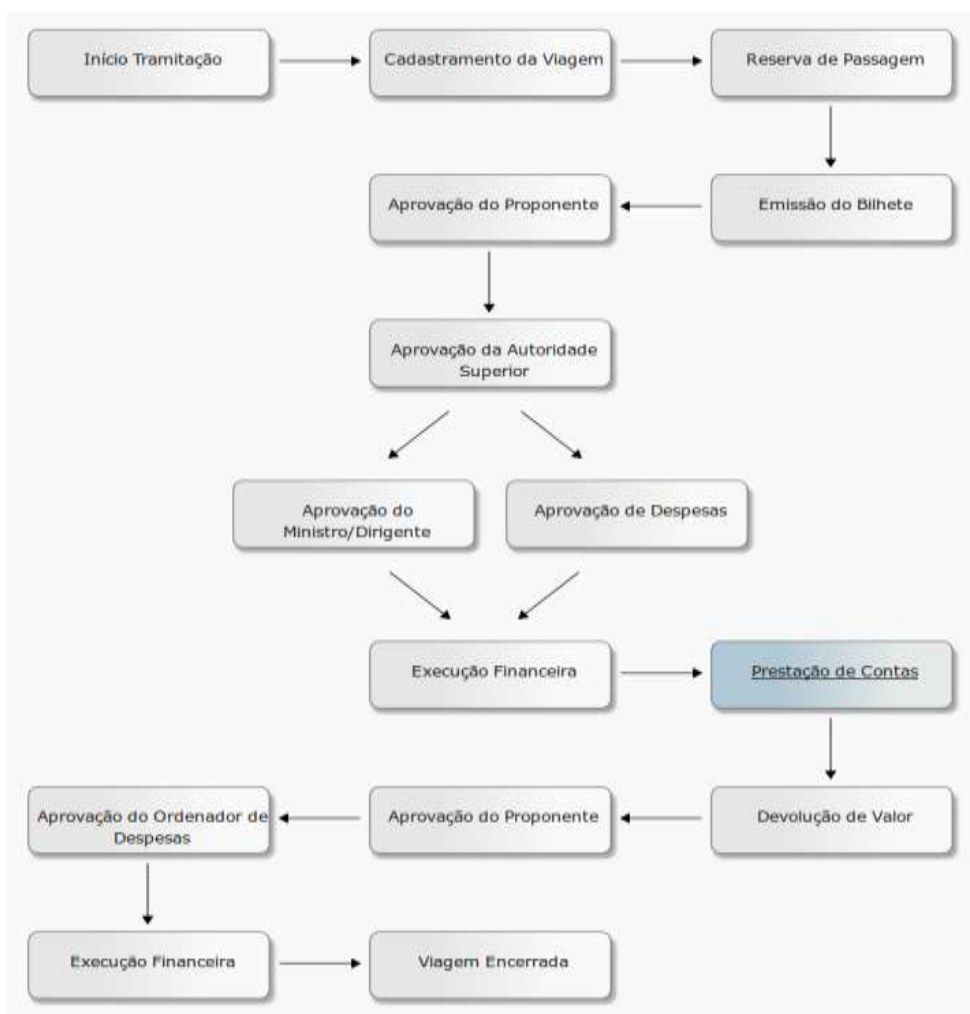 Início Tramitação
Cadastramento da Viagem
Reserva de Passagem
Emissão do Bilhete
Aprovação do Proponente
Aprovação da Autoridade
Superior
Aprovação do
Ministro/Dirigente
Aprovação de Despesas
Execução Financeira
Prestação de Contas
Devolução de Valor
Aprovação do Proponente
Aprovação do Ordenador de
Despesas
Execução Financeira
Viagem Encerrada